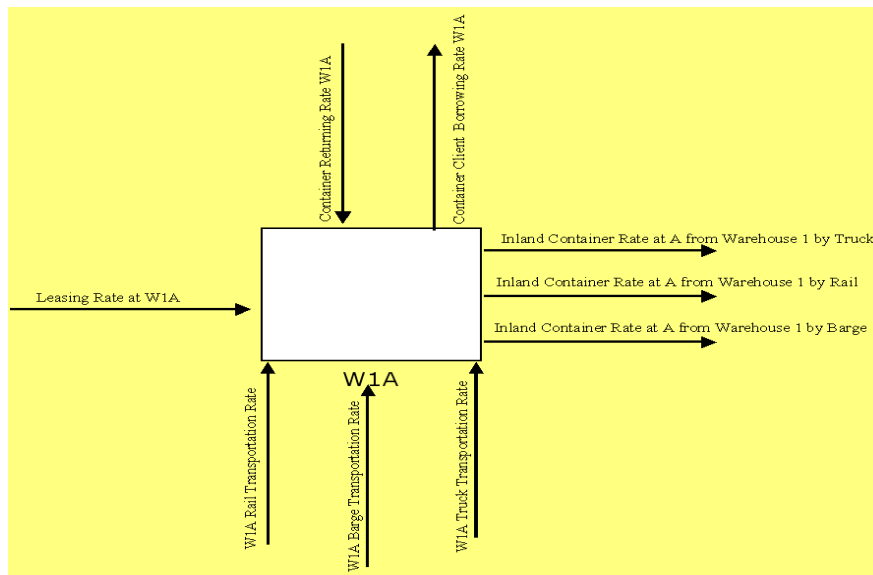 Container Returning Rate W1A
Container Client Borrowing Rate W1A
Inland Container Rate at A from Warehouse 1 by Truck
Inland Container Rate at A from Warehouse 1 by Rail
Leasing Rate at W1A
Inland Container Rate at A from Warehouse 1 by Barge
W1A
W1A Rail Transportation Rate
W1A Barge Transportation Rate
W1A Truck Transportation Rate